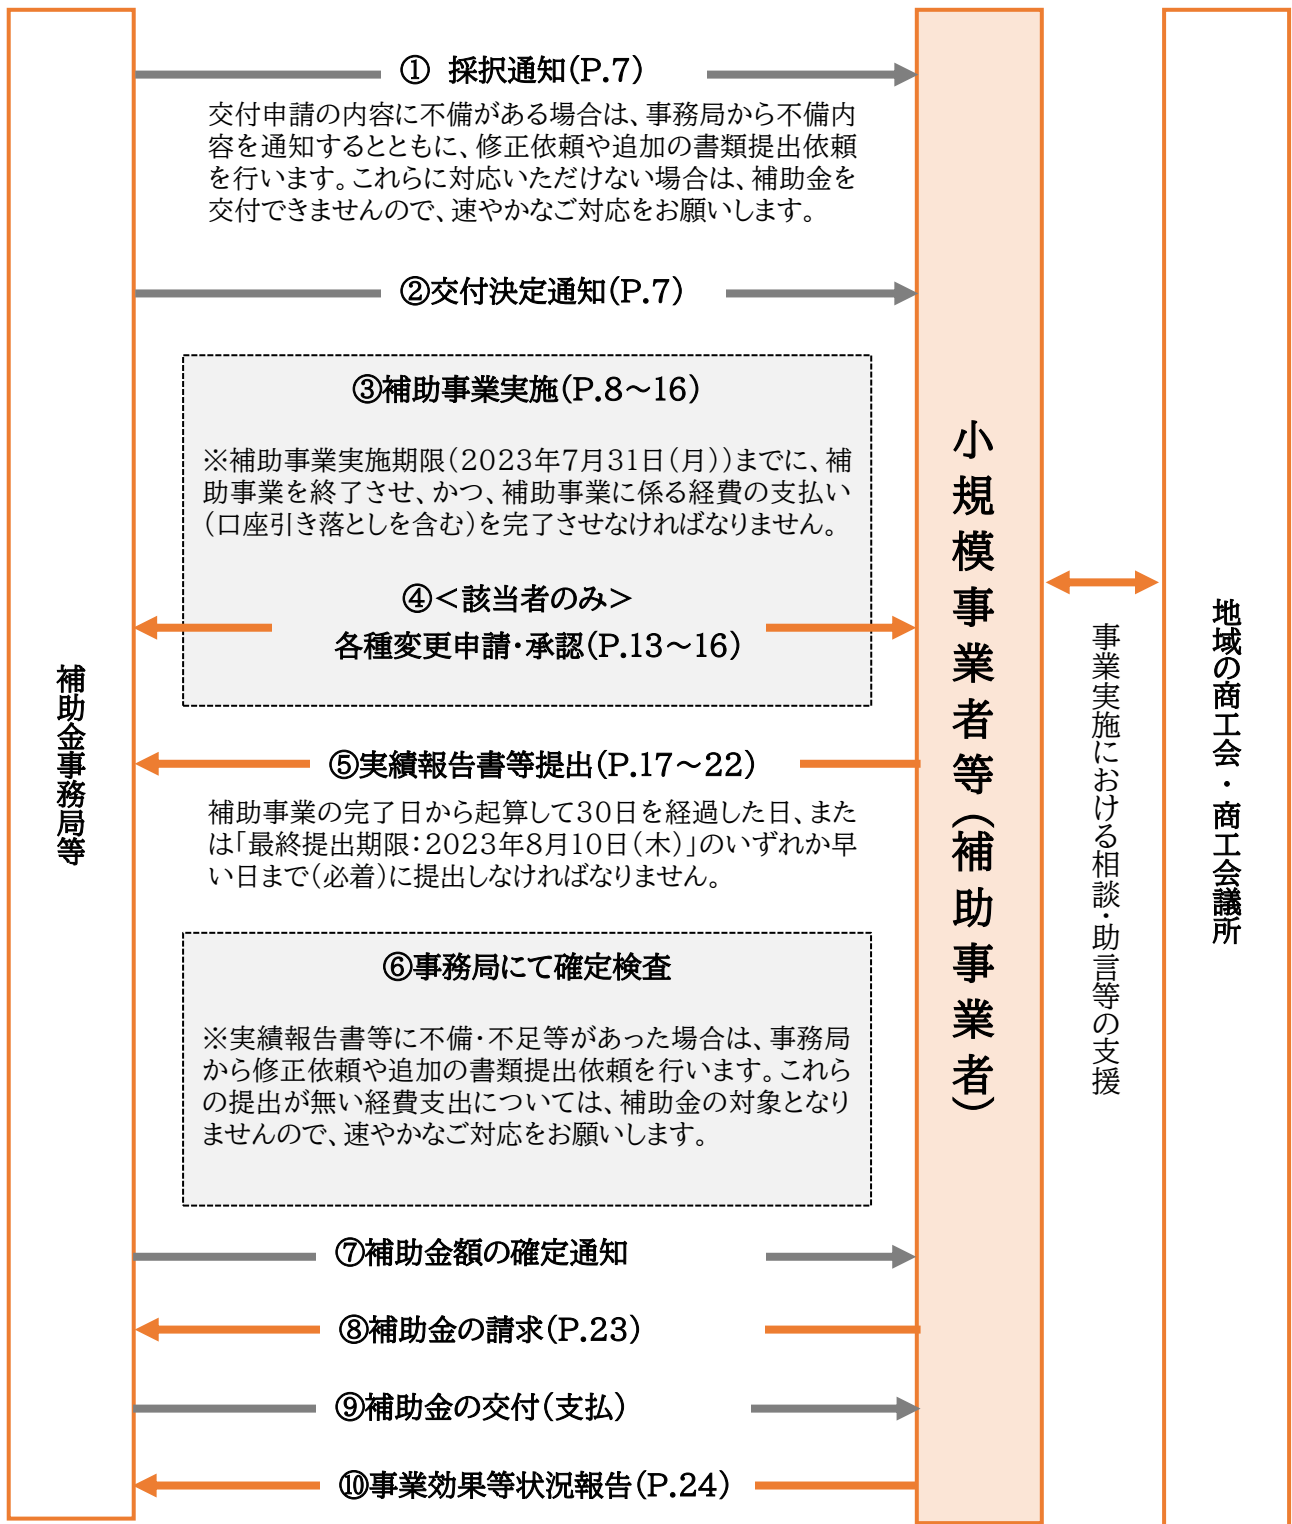 ① 採択通知(P.7)
交付申請の内容に不備がある場合は、事務局から不備内
容を通知するとともに、修正依頼や追加の書類提出依頼
を行います。これらに対応いただけない場合は、補助金を
交付できませんので、速やかなご対応をお願いします。
②交付決定通知(P.7)
③補助事業実施(P.8～16)
※補助事業実施期限(2023年7月31日(月))までに、補
助事業を終了させ、かつ、補助事業に係る経費の支払い
(口座引き落としを含む)を完了させなければなりません。
④＜該当者のみ＞
各種変更申請・承認(P.13～16)
⑤実績報告書等提出(P.17～22)
補助事業の完了日から起算して30日を経過した日、また
は「最終提出期限：2023年8月10日(木)」のいずれか早
い日まで(必着)に提出しなければなりません。
⑥事務局にて確定検査
※実績報告書等に不備・不足等があった場合は、事務局
から修正依頼や追加の書類提出依頼を行います。これら
の提出が無い経費支出については、補助金の対象となり
ませんので、速やかなご対応をお願いします。
⑦補助金額の確定通知
⑧補助金の請求(P.23)
⑨補助金の交付(支払)
⑩事業効果等状況報告(P.24)
補助金事務局等
小規模事業者等(補助事業者)
事業実施における相談・助言等の支援
地域の商工会・商工会議所